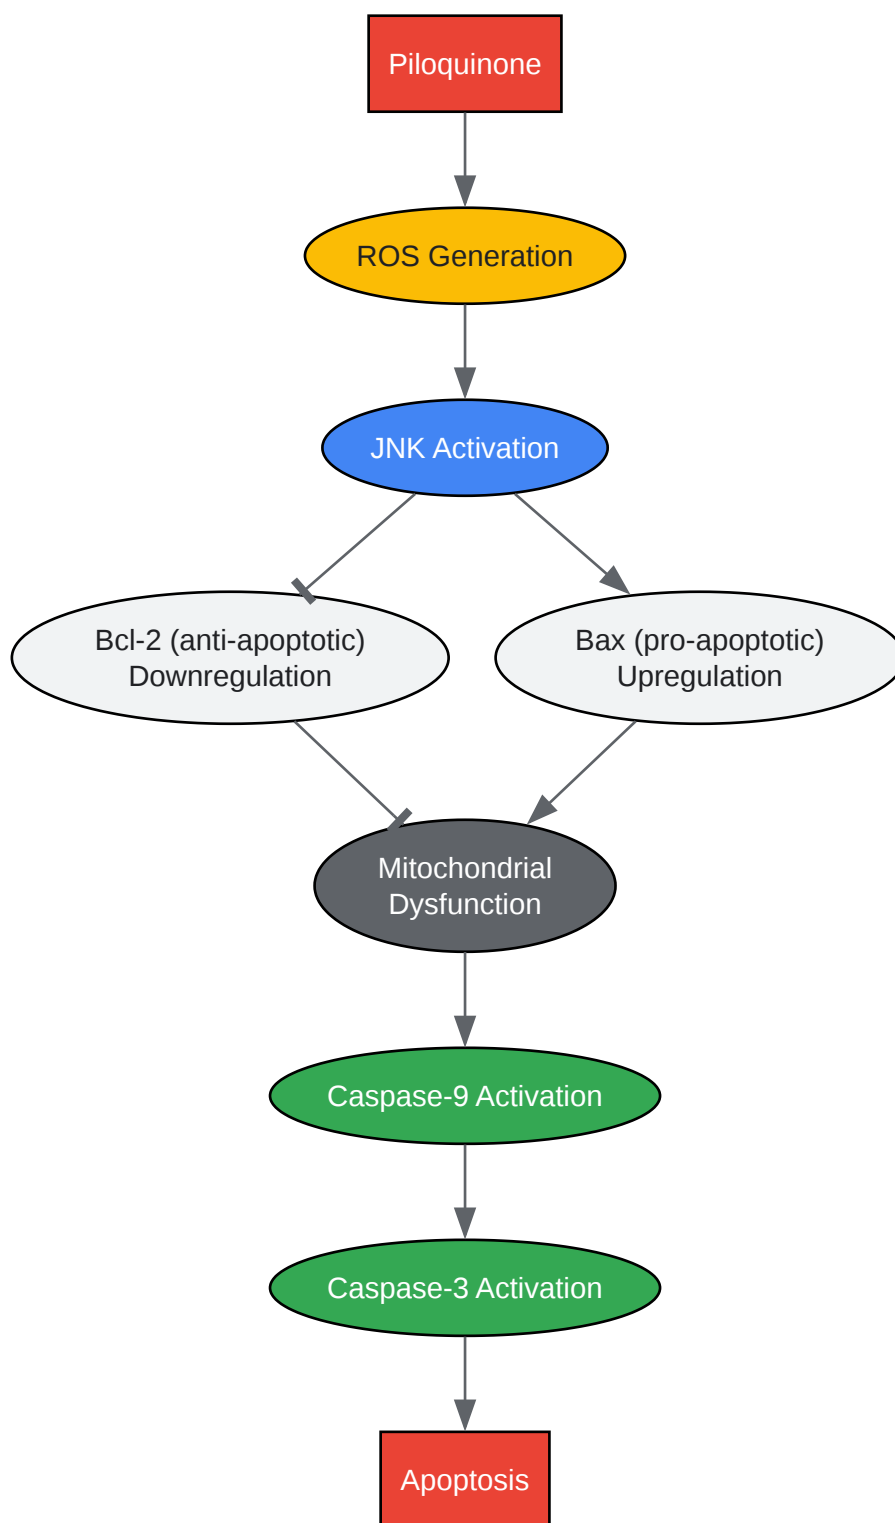 Piloquinone
ROS Generation
JNK Activation
Bcl-2 (anti-apoptotic)
Downregulation
Bax (pro-apoptotic)
Upregulation
Mitochondrial
Dysfunction
Caspase-9 Activation
Caspase-3 Activation
Apoptosis